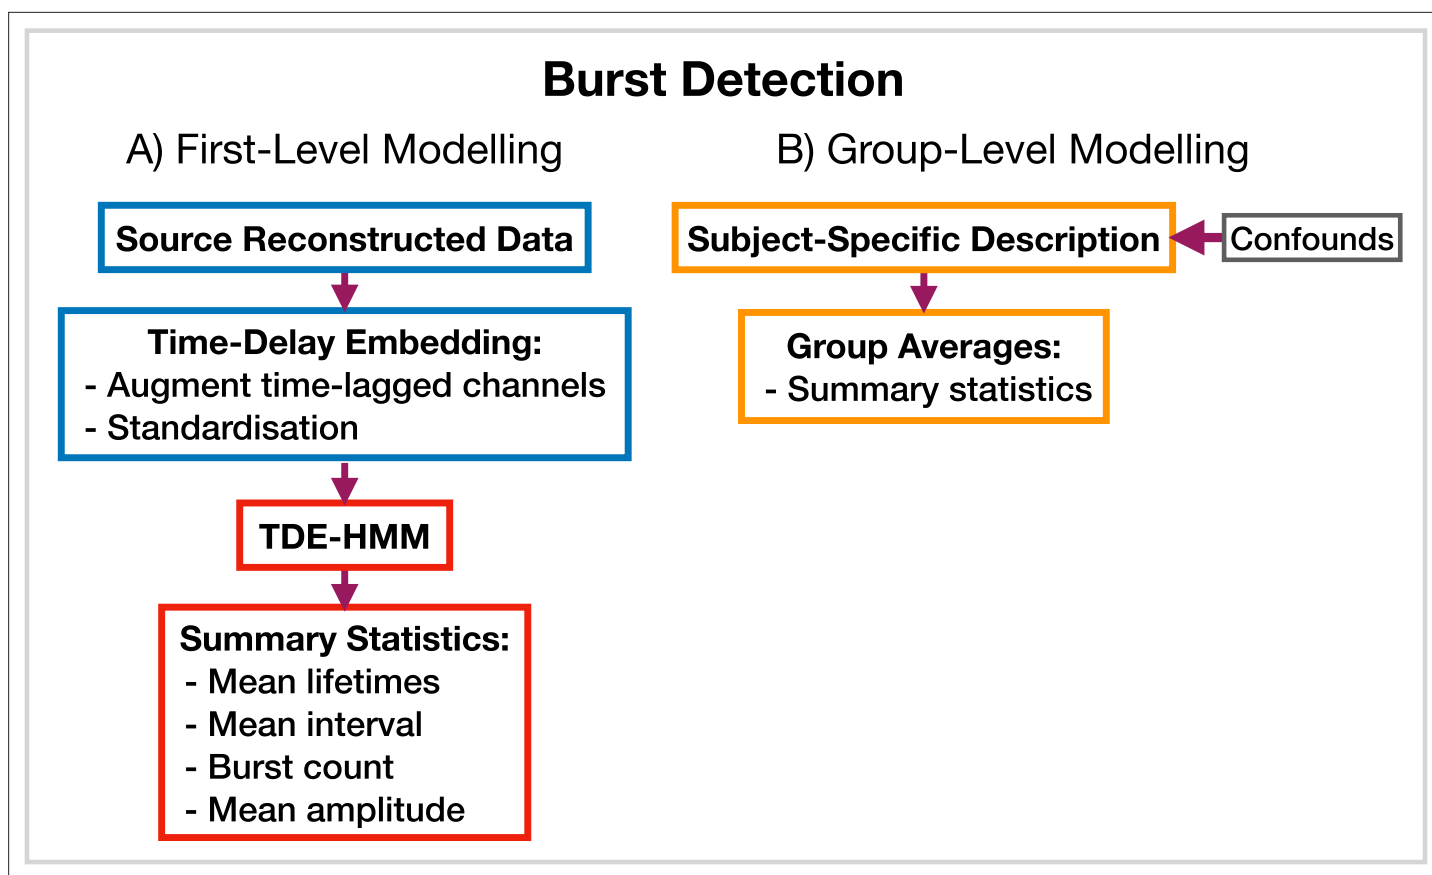 Burst Detection
A) First-Level Modelling
Source Reconstructed Data
Time-Delay Embedding:
- Augment time-lagged channels
- Standardisation
TDE-HMM
Summary Statistics:
- Mean lifetimes
- Mean interval
- Burst count
- Mean amplitude
B) Group-Level Modelling
Subject-Specific Description
Confounds
Group Averages:
- Summary statistics